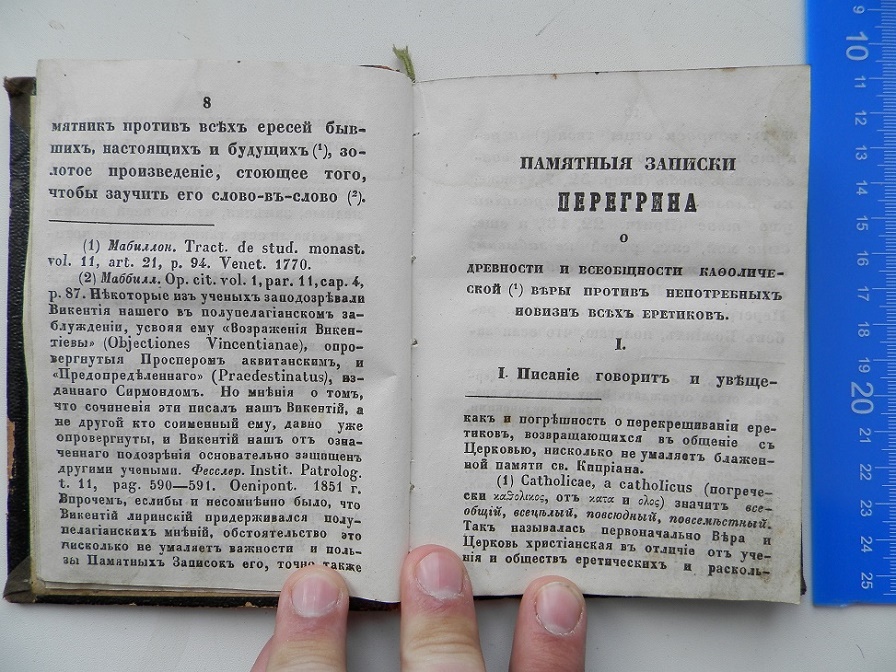 8
мятникъ противъ всѣхъ ересей быв-
шихъ, настоящихъ и будущихъ (¹), зо-
лотое произведеніе, стоющее того,
чтобы заучить его слово-въ-слово (²).
(1) Мабиллон. Tract. de stud. monast.
vol. 11, art. 21, p. 94. Venet. 1770.
(2) Маббилл. Op. cit. vol. 1, par. 11, cap. 4,
p. 87. Нѣкоторые изъ ученыхъ заподозрѣвали
Викентія нашего въ полупелагіанскомъ за-
блужденіи, усвояя ему «Возраженія Викен-
тіевы» (Objectiones Vincentianae), опро-
вергнутыя Просперомъ аквитанскимъ, и
«Предопредѣленнаго» (Praedestinatus), из-
даннаго Сирмондомъ. Но мнѣнія о томъ,
что сочиненія эти писалъ нашъ Викентій, а
не другой кто соименный ему, давно уже
опровергнуты, и Викентій нашъ отъ озна-
ченнаго подозрѣнія основательно защищенъ
другими учеными. Фесслер. Instit. Patrolog.
t. 11, pag. 590—591. Oenipont. 1851 г.
Впрочемъ, еслибы и несомнѣнно было, что
Викентій лиринскій придерживался полу-
пелагіанскихъ мнѣній, обстоятельство это
нисколько не умаляетъ важности и поль-
зы Памятныхъ Записокъ его, точно также
ПАМЯТНЫЯ ЗАПИСКИ
ПЕРЕГРИНА
О
ДРЕВНОСТИ И ВСЕОБЩНОСТИ КАѲОЛИЧЕ-
СКОЙ (¹) ВѢРЫ ПРОТИВЪ НЕПОТРЕБНЫХЪ
НОВИЗНЪ ВСѢХЪ ЕРЕТИКОВЪ.
I.
I. Писаніе говоритъ и увѣще-
какъ и погрѣшность о перекрещиваніи ере-
тиковъ, возвращающихся въ общеніе съ
Церковью, нисколько не умаляетъ блажен-
ной памяти св. Кипріана.
(1) Catholicae, а catholicus (погрече-
ски καθολικος, отъ κατα и ολος) значитъ все-
общій, всецѣлый, повсюдный, повсемѣстный.
Такъ называлась первоначально Вѣра и
Церковь христіанская въ отличіе отъ уче-
нія и обществъ еретическихъ и расколь-
9
10
11
12
13
14
15
16
17
18
19
20
21
22
23
24
25